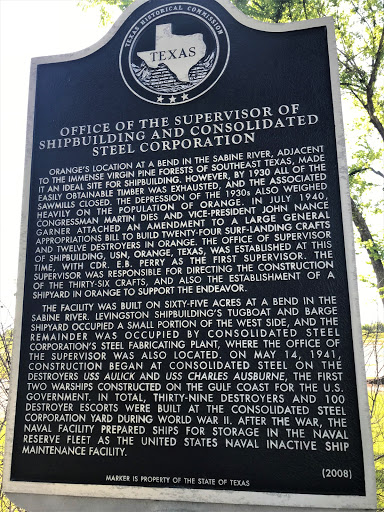 TEXAS HISTORICAL COMMISSION
TEXAS
OFFICE OF THE SUPERVISOR OF
SHIPBUILDING AND CONSOLIDATED
STEEL CORPORATION
ORANGE'S LOCATION AT A BEND IN THE SABINE RIVER, ADJACENT
TO THE IMMENSE VIRGIN PINE FORESTS OF SOUTHEAST TEXAS, MADE
IT AN IDEAL SITE FOR SHIPBUILDING. HOWEVER, BY 1930 ALL OF THE
EASILY OBTAINABLE TIMBER WAS EXHAUSTED, AND THE ASSOCIATED
SAWMILLS CLOSED. THE DEPRESSION OF THE 1930s ALSO WEIGHED
HEAVILY ON THE POPULATION OF ORANGE. IN JULY 1940,
CONGRESSMAN MARTIN DIES AND VICE-PRESIDENT JOHN NANCE
GARNER ATTACHED AN AMENDMENT TO A LARGE GENERAL
APPROPRIATIONS BILL TO BUILD TWENTY-FOUR SURF-LANDING CRAFTS
AND TWELVE DESTROYERS IN ORANGE. THE OFFICE OF SUPERVISOR
OF SHIPBUILDING, USN, ORANGE, TEXAS, WAS ESTABLISHED AT THIS
TIME, WITH CDR. E.B. PERRY AS THE FIRST SUPERVISOR. THE
SUPERVISOR WAS RESPONSIBLE FOR DIRECTING THE CONSTRUCTION
OF THE THIRTY-SIX CRAFTS, AND ALSO THE ESTABLISHMENT OF A
SHIPYARD IN ORANGE TO SUPPORT THE ENDEAVOR.
THE FACILITY WAS BUILT ON SIXTY-FIVE ACRES AT A BEND IN THE
SABINE RIVER. LEVINGSTON SHIPBUILDING'S TUGBOAT AND BARGE
SHIPYARD OCCUPIED A SMALL PORTION OF THE WEST SIDE, AND THE
REMAINDER WAS OCCUPIED BY CONSOLIDATED STEEL
CORPORATION'S STEEL FABRICATING PLANT, WHERE THE OFFICE OF
THE SUPERVISOR WAS ALSO LOCATED. ON MAY 14, 1941,
CONSTRUCTION BEGAN AT CONSOLIDATED STEEL ON THE
DESTROYERS USS AULICK AND USS CHARLES AUSBURNE, THE FIRST
TWO WARSHIPS CONSTRUCTED ON THE GULF COAST FOR THE U.S.
GOVERNMENT. IN TOTAL, THIRTY-NINE DESTROYERS AND 100
DESTROYER ESCORTS WERE BUILT AT THE CONSOLIDATED STEEL
CORPORATION YARD DURING WORLD WAR II. AFTER THE WAR, THE
NAVAL FACILITY PREPARED SHIPS FOR STORAGE IN THE NAVAL
RESERVE FLEET AS THE UNITED STATES NAVAL INACTIVE SHIP
MAINTENANCE FACILITY.
(2008)
MARKER IS PROPERTY OF THE STATE OF TEXAS